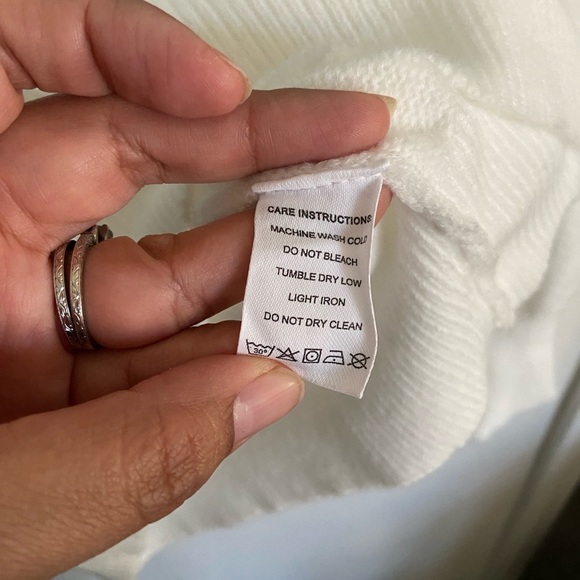 CARE INSTRUCTIONS
MACHINE WASH COLD
DO NOT BLEACH
TUMBLE DRY LOW
LIGHT IRON
DO NOT DRY CLEAN
30°